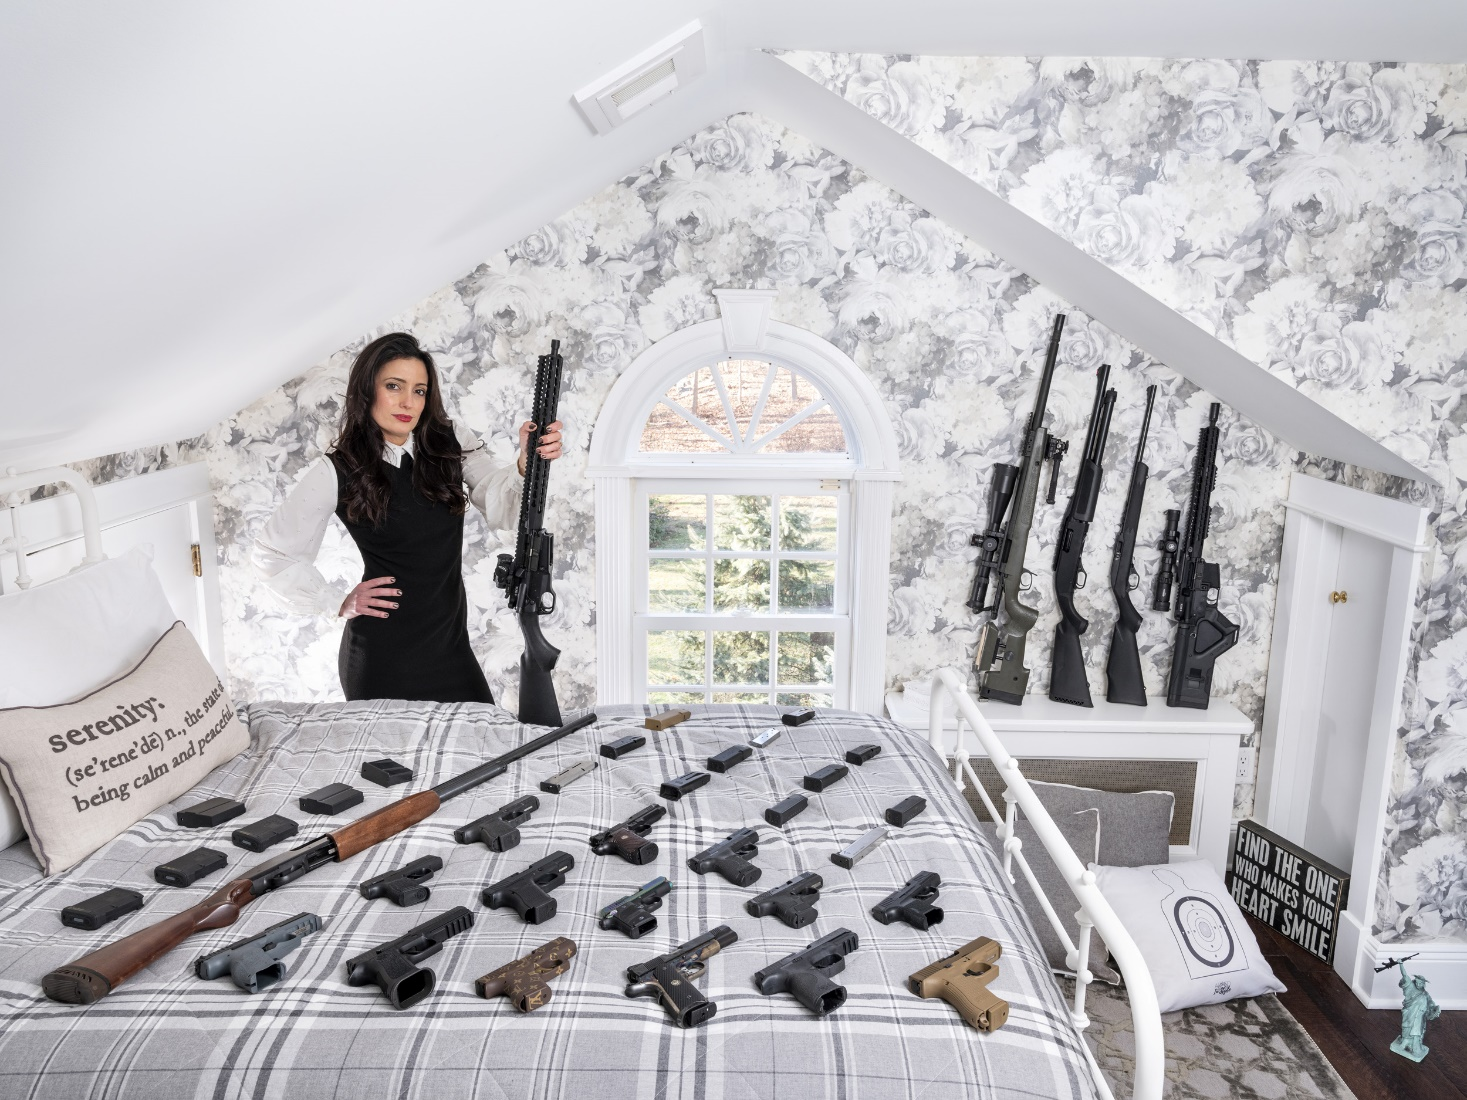 serenity.
(se'rene'dē) n., the state of
being calm and peaceful.
FIND THE ONE
WHO MAKES YOUR
HEART SMILE